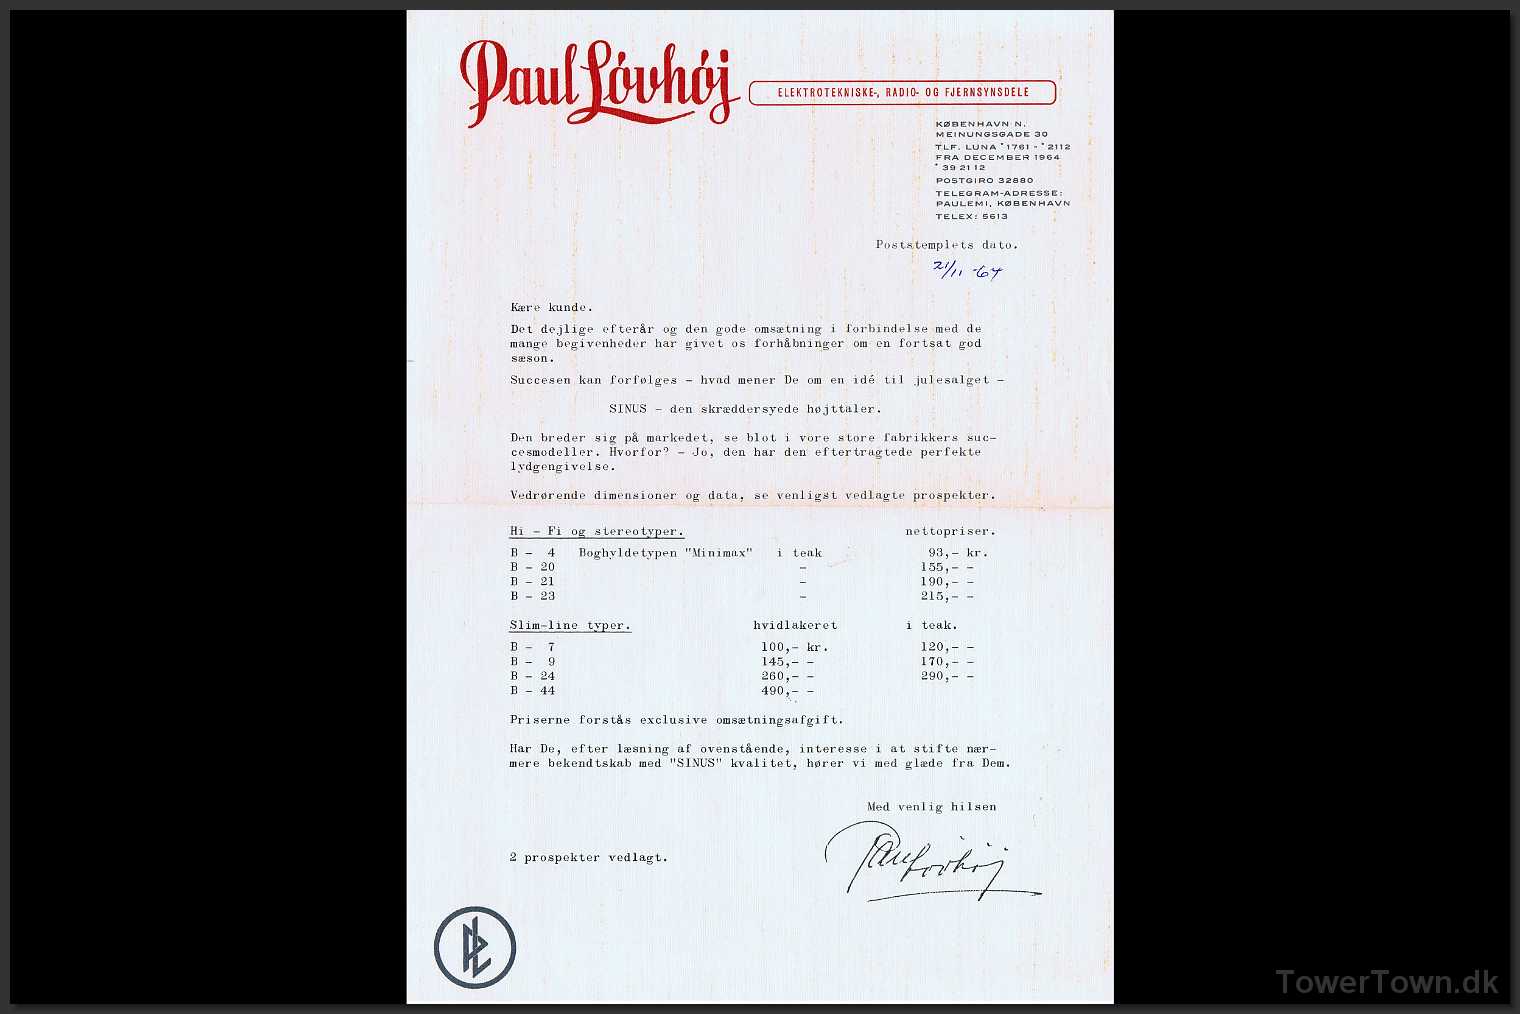 Paul Lövhöj
ELEKTROTEKNISKE-, RADIO- OG FJERNSYNSDELE
KØBENHAVN N.
MEINUNGSGADE 30
TLF. LUNA *1761 - *2112
FRA DECEMBER 1964
* 39 21 12
POSTGIRO 32880
TELEGRAM-ADRESSE:
PAULEMI, KØBENHAVN
TELEX: 5613
Poststemplets dato.
21/11 -64
Kære kunde.
Det dejlige efterår og den gode omsætning i forbindelse med de
mange begivenheder har givet os forhåbninger om en fortsat god
sæson.
Succesen kan forfølges - hvad mener De om en idé til julesalget -
SINUS - den skræddersyede højttaler.
Den breder sig på markedet, se blot i vore store fabrikkers suc-
cesmodeller. Hvorfor? - Jo, den har den eftertragtede perfekte
lydgengivelse.
Vedrørende dimensioner og data, se venligst vedlagte prospekter.
Hi - Fi og stereotyper. nettopriser.
B - 4 Boghyldetypen "Minimax" i teak 93,- kr.
B - 20 - 155,- -
B - 21 - 190,- -
B - 23 - 215,- -
Slim-line typer. hvidlakeret i teak.
B - 7 100,- kr. 120,- -
B - 9 145,- - 170,- -
B - 24 260,- - 290,- -
B - 44 490,- -
Priserne forstås exclusive omsætningsafgift.
Har De, efter læsning af ovenstående, interesse i at stifte nær-
mere bekendtskab med "SINUS" kvalitet, hører vi med glæde fra Dem.
Med venlig hilsen
Paul Lövhöj
2 prospekter vedlagt.
PL
TowerTown.dk